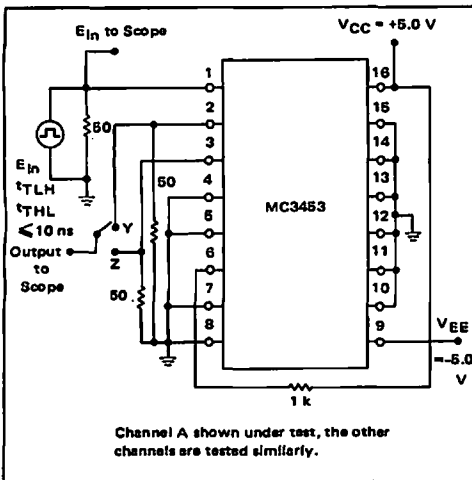 E_in to Scope
V_CC = +5.0 V
1
16
2
15
50
3
14
E_in
4
13
t_TLH
50
MC3453
5
12
t_THL
≤ 10 ns
Y
6
11
Output
to
Scope
Z
7
10
50
8
9
V_EE
= -5.0
V
1 k
Channel A shown under test, the other
channels are tested similarly.